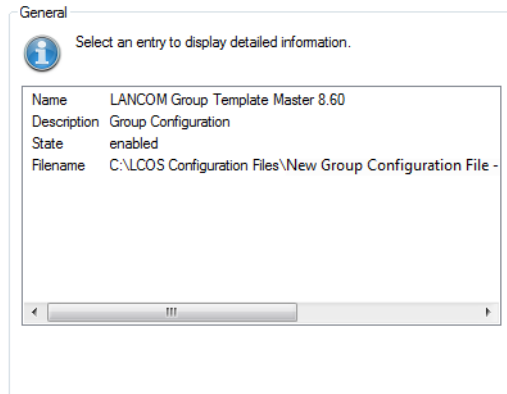 General
Select an entry to display detailed information.
Name LANCOM Group Template Master 8.60
Description Group Configuration
State enabled
Filename C:\LCOS Configuration Files\New Group Configuration File -